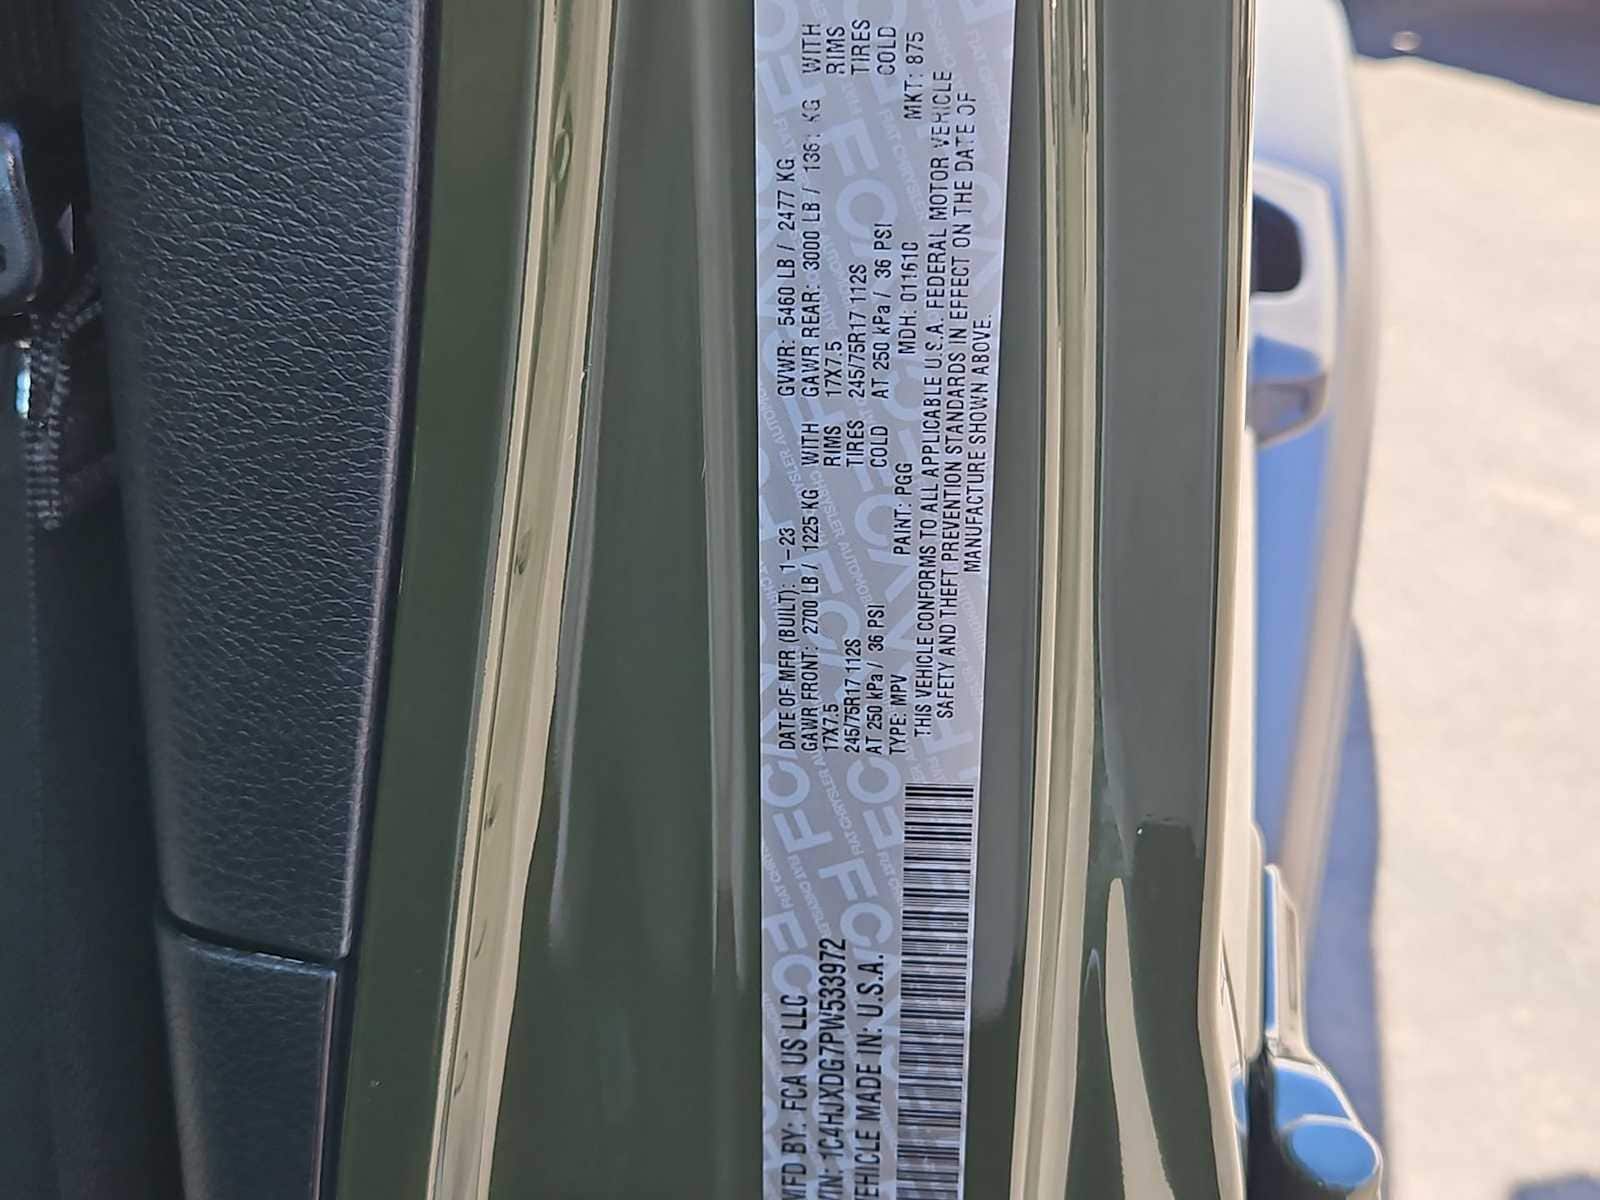 MFD BY: FCA US LLC
VIN: 1C4HJXDG7PW533972
VEHICLE MADE IN: U.S.A.
DATE OF MFR (BUILT): 1-23 GVWR: 5460 LB / 2477 KG
GAWR FRONT: 2700 LB / 1225 KG WITH GAWR REAR: 3000 LB / 1361 KG WITH
17X7.5 RIMS 17X7.5 RIMS
245/75R17 112S TIRES 245/75R17 112S TIRES
AT 250 kPa / 36 PSI COLD AT 250 kPa / 36 PSI COLD
TYPE: MPV PAINT: PGG MDH: 011610 MKT: 875
THIS VEHICLE CONFORMS TO ALL APPLICABLE U.S.A. FEDERAL MOTOR VEHICLE
SAFETY AND THEFT PREVENTION STANDARDS IN EFFECT ON THE DATE OF
MANUFACTURE SHOWN ABOVE.